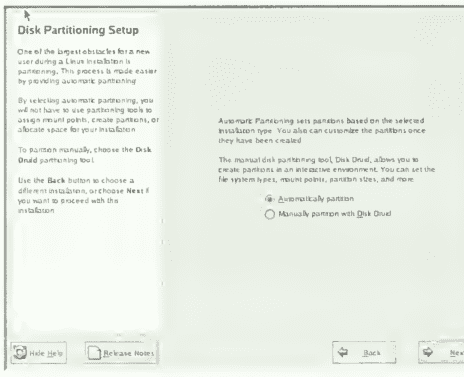 Disk Partitioning Setup
One of the largest obstacles for a new
user during a Linux installation is
partitioning. This process is made easier
by providing automatic partitioning
By selecting automatic partitioning, you
will not have to use partitioning tools to
assign mount points, create partitions, or
allocate space for your installation
To partition manually, choose the Disk
Druid partitioning tool.
Use the Back button to choose a
different installation, or choose Next if
you want to proceed with this
installation
Automatic Partitioning sets partitions based on the selected
installation type. You also can customize the partitions once
they have been created
The manual disk partitioning tool, Disk Druid, allows you to
create partitions in an interactive environment. You can set the
file system types, mount points, partition sizes, and more
Automatically partition
Manually partition with Disk Druid
Hide Help
Release Notes
Back
Nex